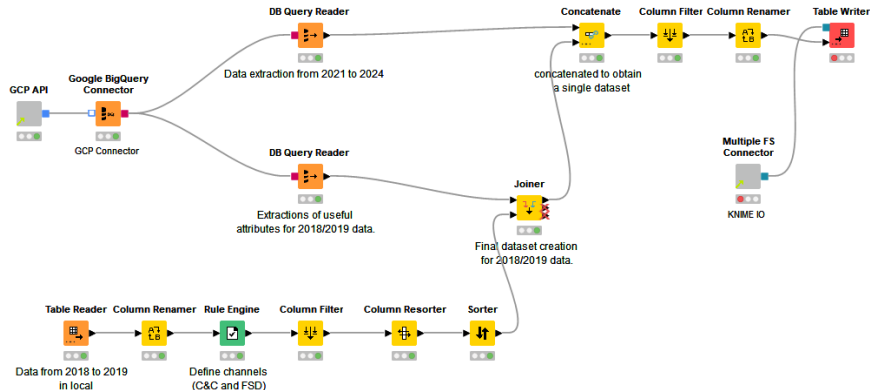 DB Query Reader
Data extraction from 2021 to 2024
Concatenate
concatenated to obtain
a single dataset
Column Filter
Column Renamer
Table Writer
GCP API
Google BigQuery
Connector
GCP Connector
DB Query Reader
Extractions of useful
attributes for 2018/2019 data.
Joiner
Final dataset creation
for 2018/2019 data.
Multiple FS
Connector
KNIME IO
Table Reader
Data from 2018 to 2019
in local
Column Renamer
Rule Engine
Define channels
(C&C and FSD)
Column Filter
Column Resorter
Sorter